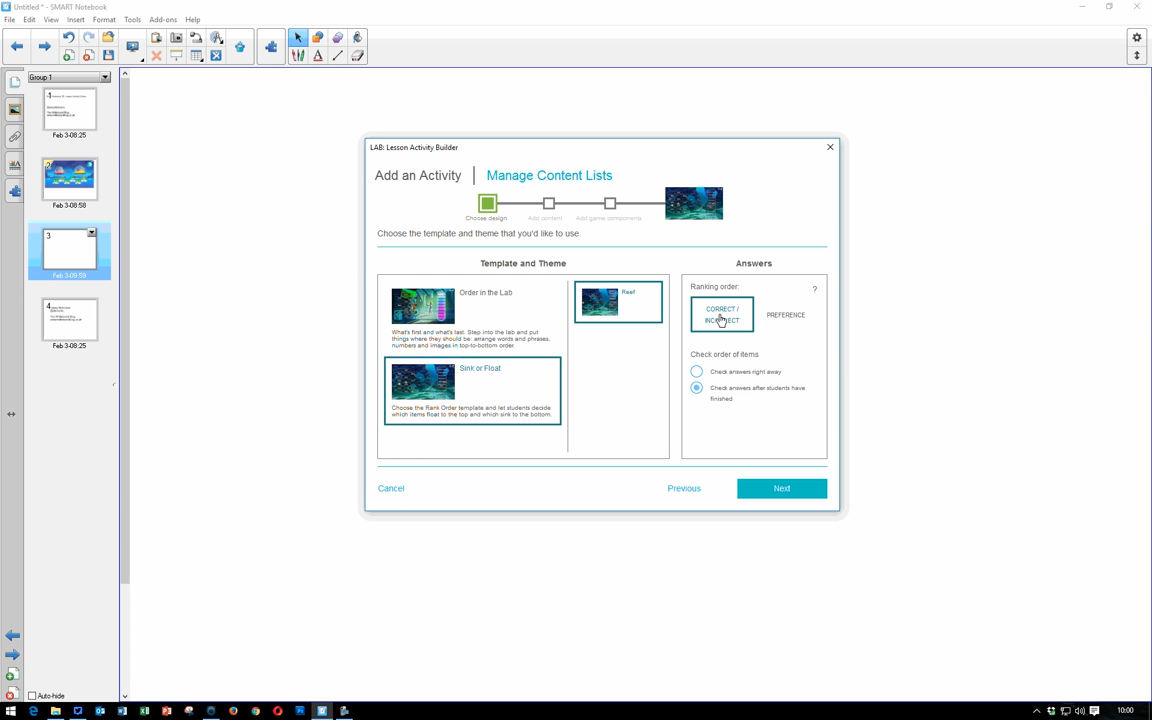 Untitled * - SMART Notebook
File Edit View Insert Format Tools Add-ons Help
Group 1
1
Feb 3-08:25
2
Feb 3-08:58
3
Feb 3-09:59
4
Feb 3-08:25
Auto-hide
LAB: Lesson Activity Builder
Add an Activity
Manage Content Lists
Choose design
Add content
Add game components
Choose the template and theme that you'd like to use.
Template and Theme
Order in the Lab
What's first and what's last. Step into the lab and put
things where they should be: arrange words and phrases,
numbers and images in top-to-bottom order.
Sink or Float
Choose the Rank Order template and let students decide
which items float to the top and which sink to the bottom.
Reef
Answers
Ranking order:
?
CORRECT /
INCORRECT
PREFERENCE
Check order of items
Check answers right away
Check answers after students have
finished
Cancel
Previous
Next
10:00